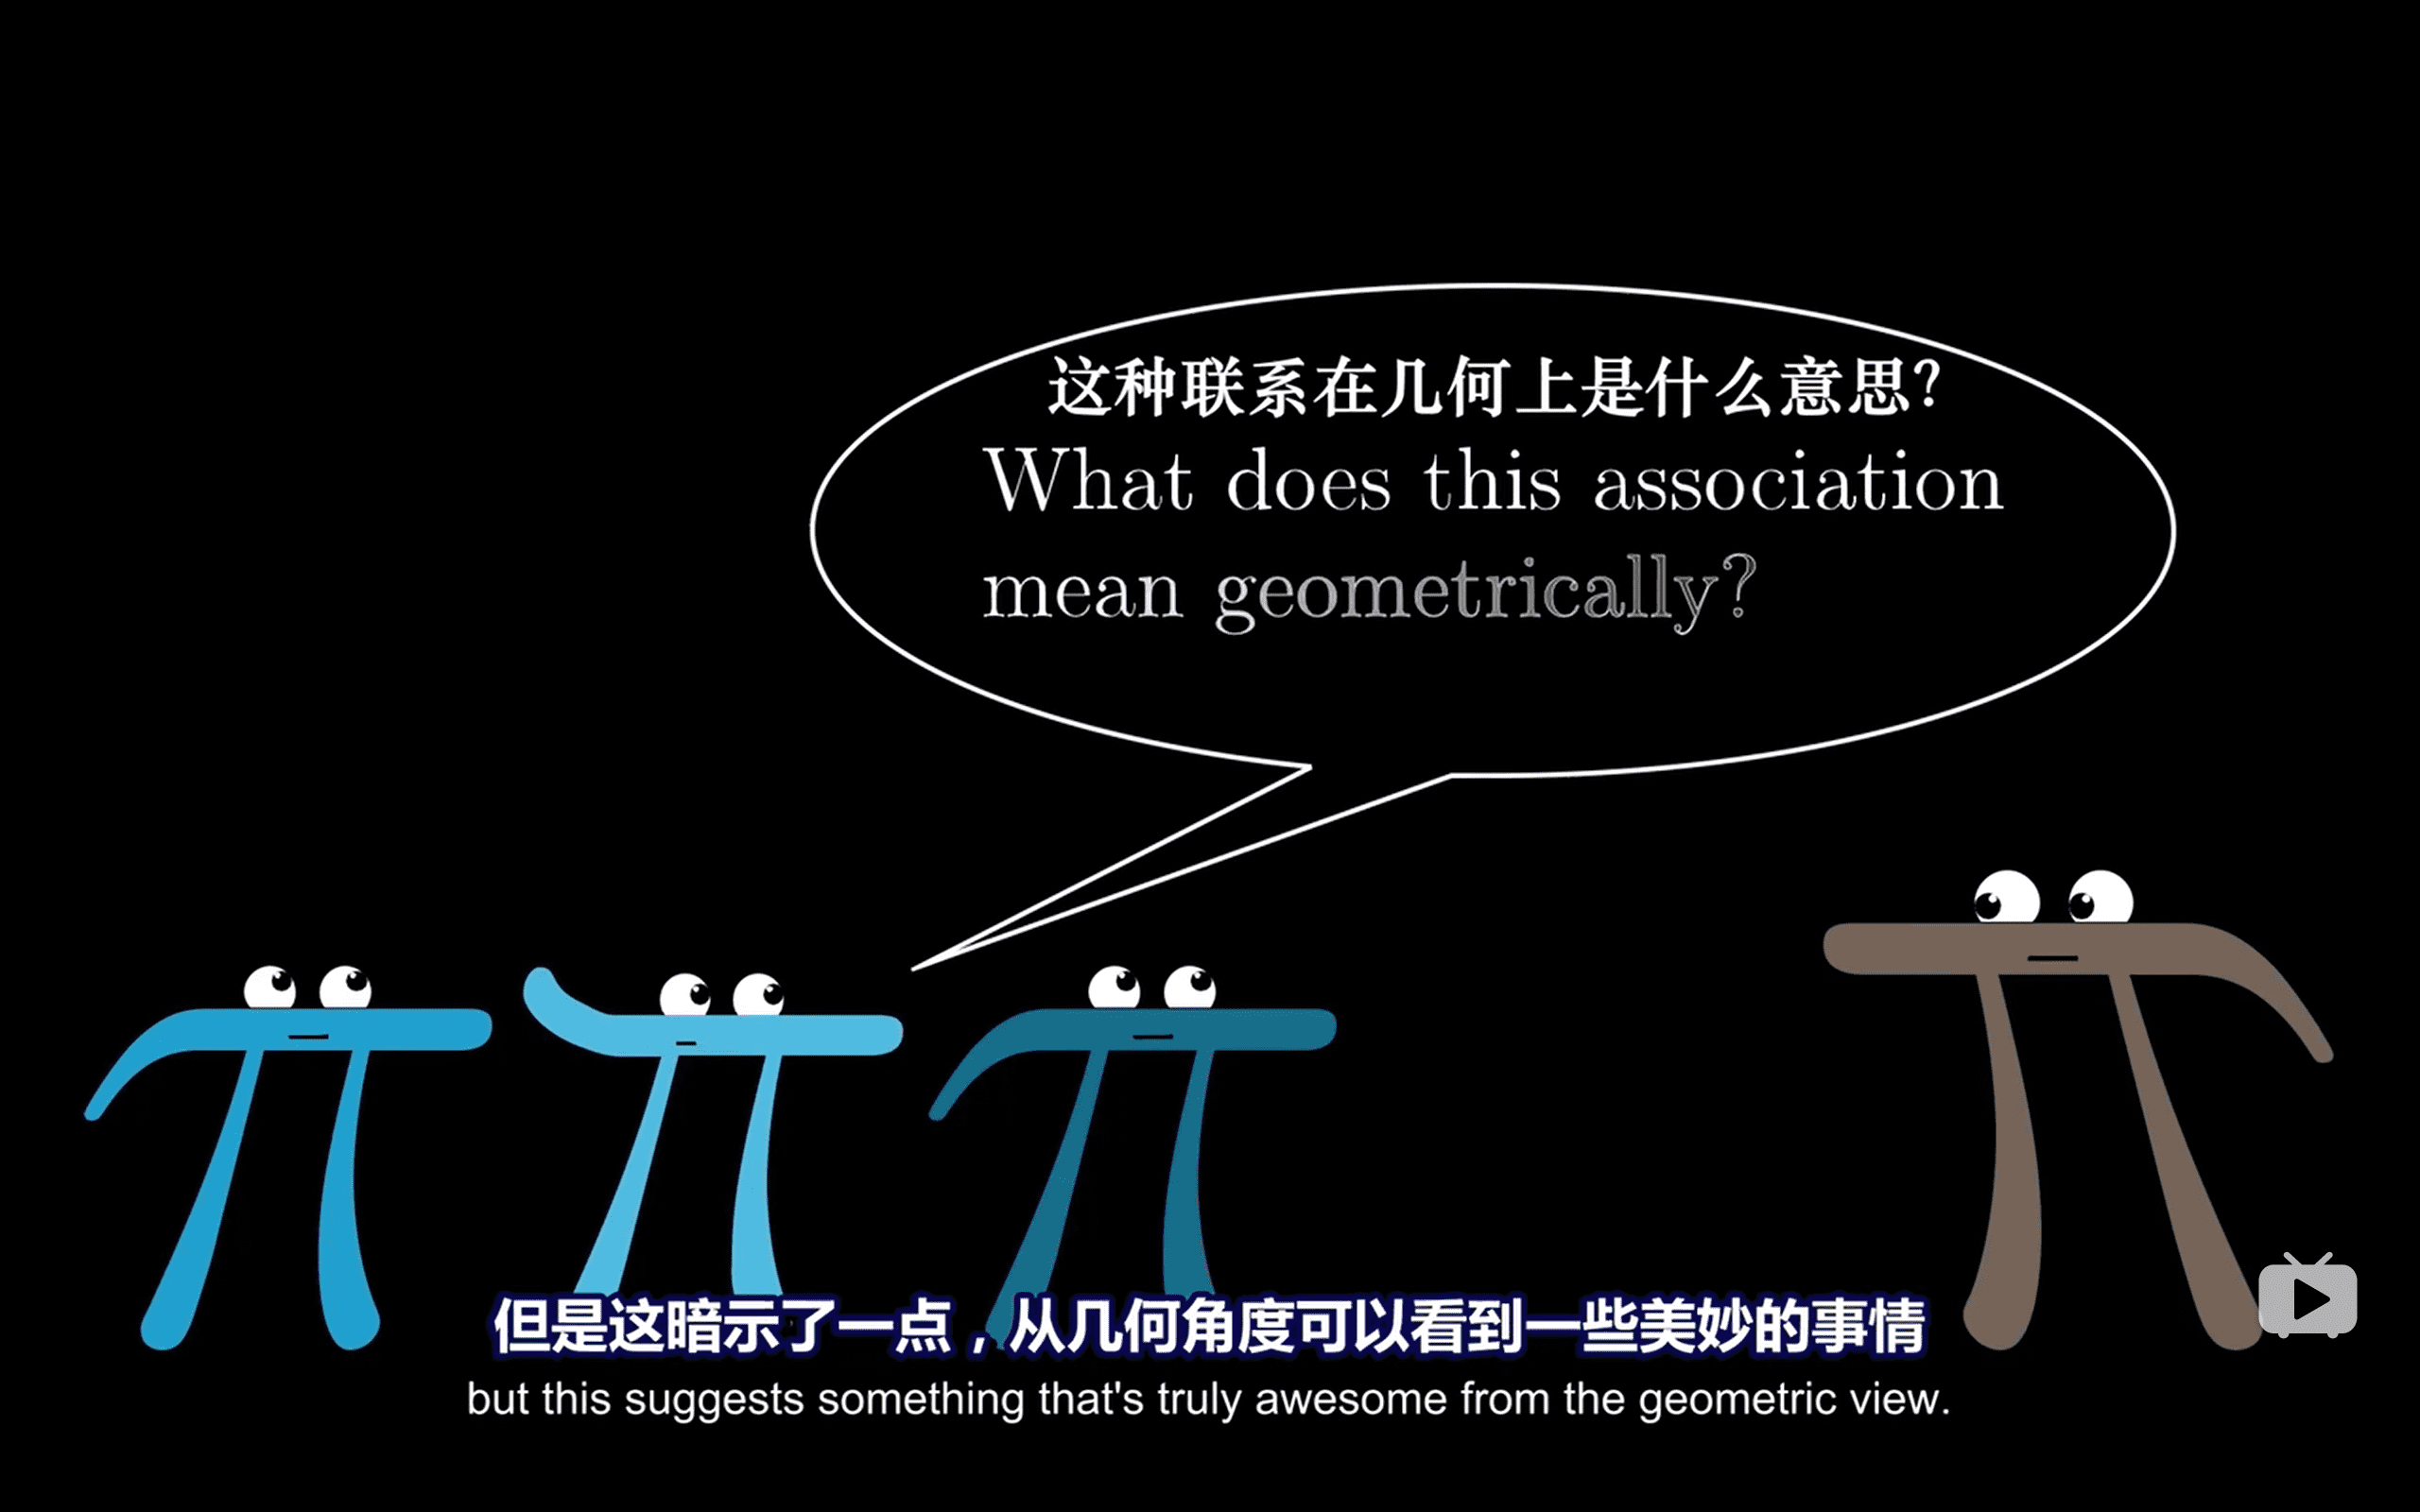 这种联系在几何上是什么意思?
What does this association
mean geometrically?
但是这暗示了一点,从几何角度可以看到一些美妙的事情
but this suggests something that's truly awesome from the geometric view.